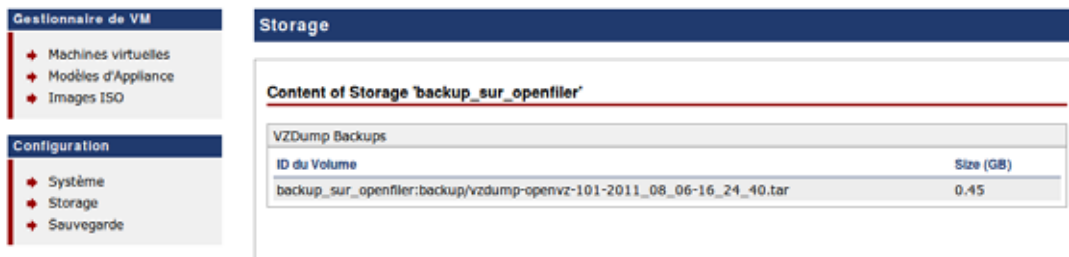 Gestionnaire de VM
Machines virtuelles
Modèles d'Appliance
Images ISO
Configuration
Système
Storage
Sauvegarde
Storage
Content of Storage 'backup_sur_openfiler'
VZDump Backups
ID du Volume Size (GB)
backup_sur_openfiler:backup/vzdump-openvz-101-2011_08_06-16_24_40.tar 0.45